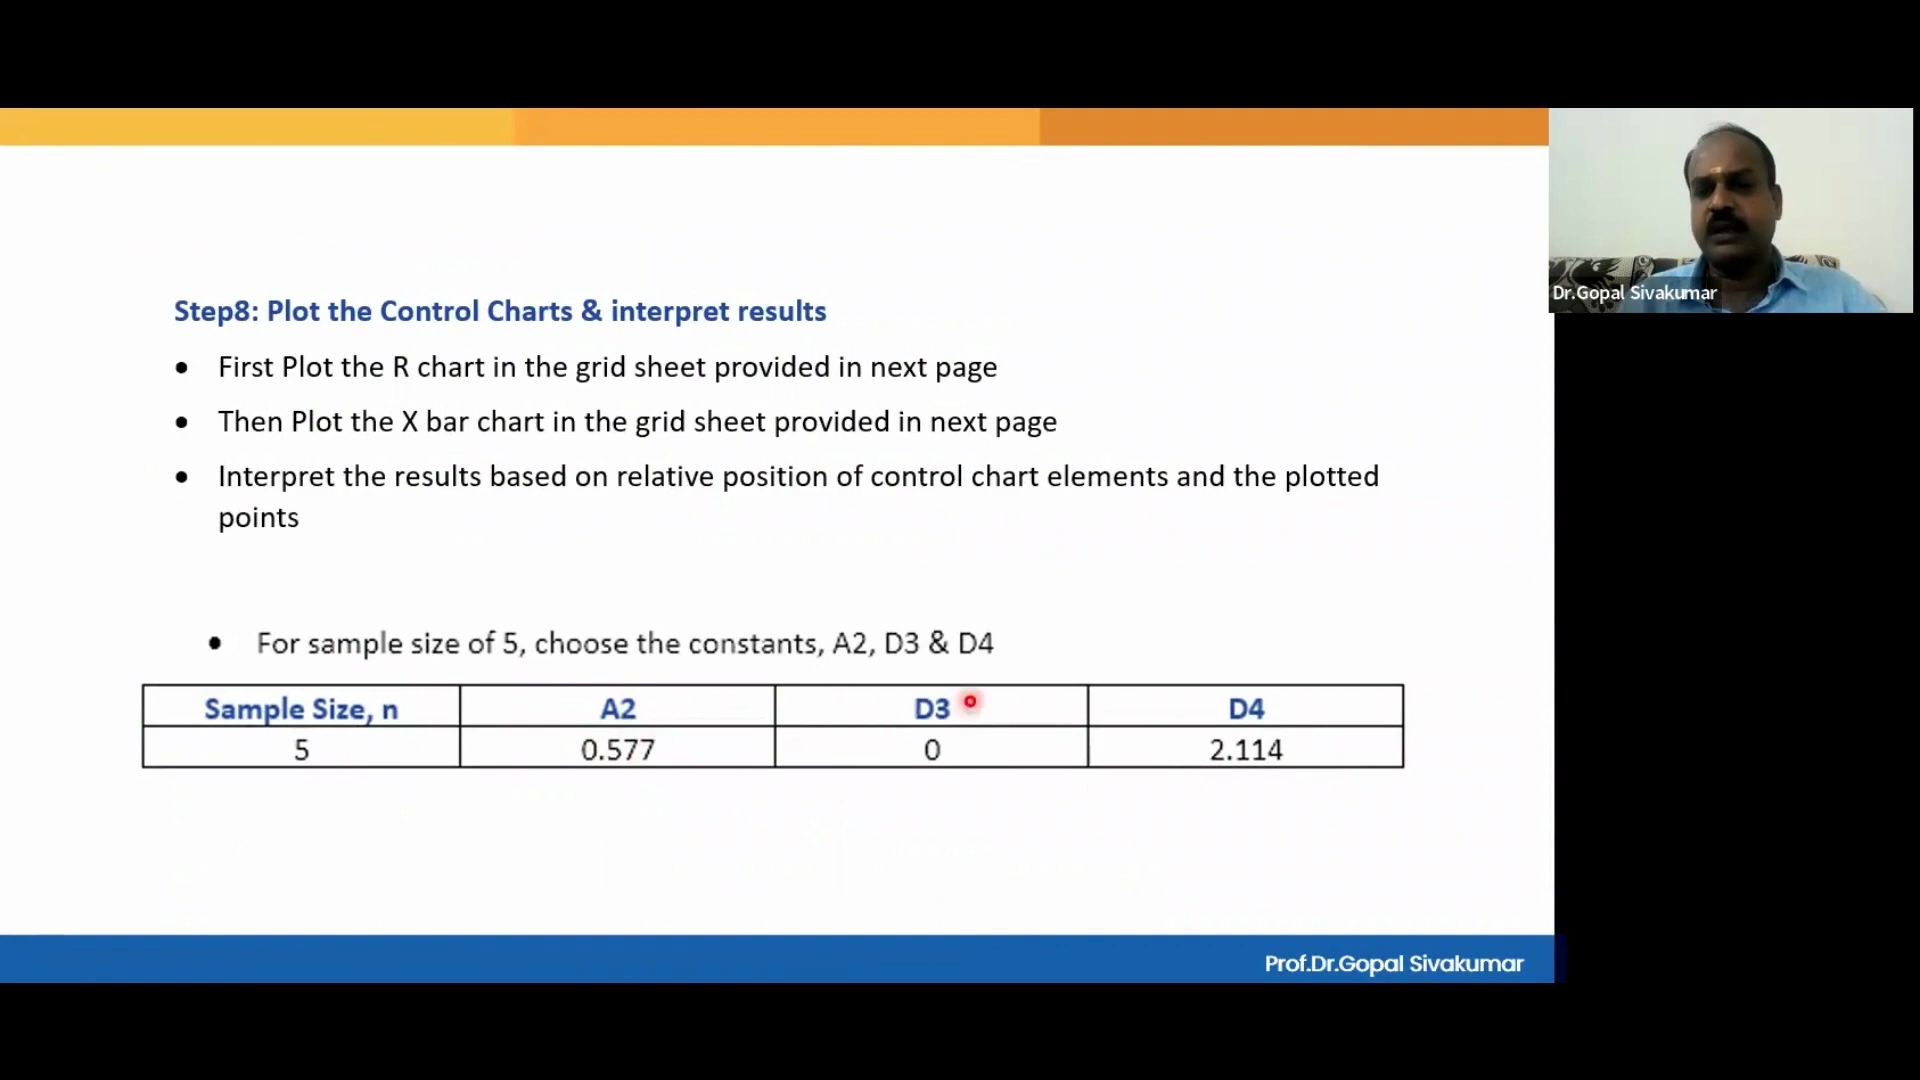 Step8: Plot the Control Charts & interpret results
• First Plot the R chart in the grid sheet provided in next page
• Then Plot the X bar chart in the grid sheet provided in next page
• Interpret the results based on relative position of control chart elements and the plotted
points
• For sample size of 5, choose the constants, A2, D3 & D4
Sample Size, n A2 D3 D4
5 0.577 0 2.114
Dr.Gopal Sivakumar
Prof.Dr.Gopal Sivakumar